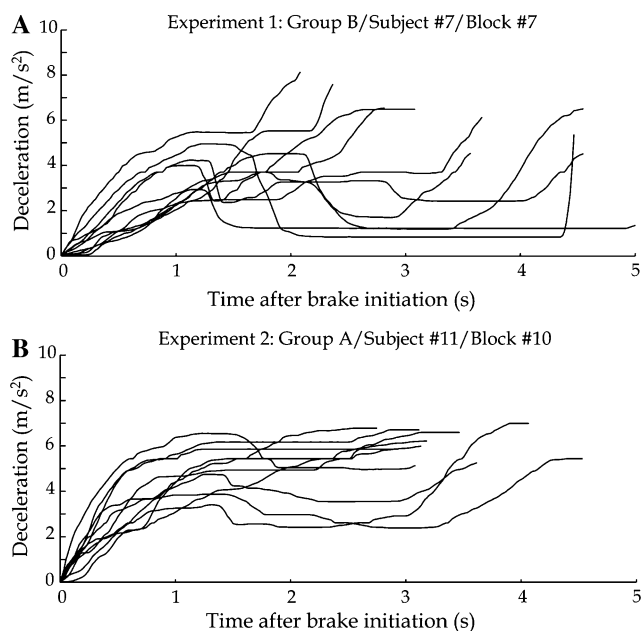 A
Experiment 1: Group B/Subject #7/Block #7
Deceleration (m/s²)
10
8
6
4
2
0
0 1 2 3 4 5
Time after brake initiation (s)
B
Experiment 2: Group A/Subject #11/Block #10
Deceleration (m/s²)
10
8
6
4
2
0
0 1 2 3 4 5
Time after brake initiation (s)